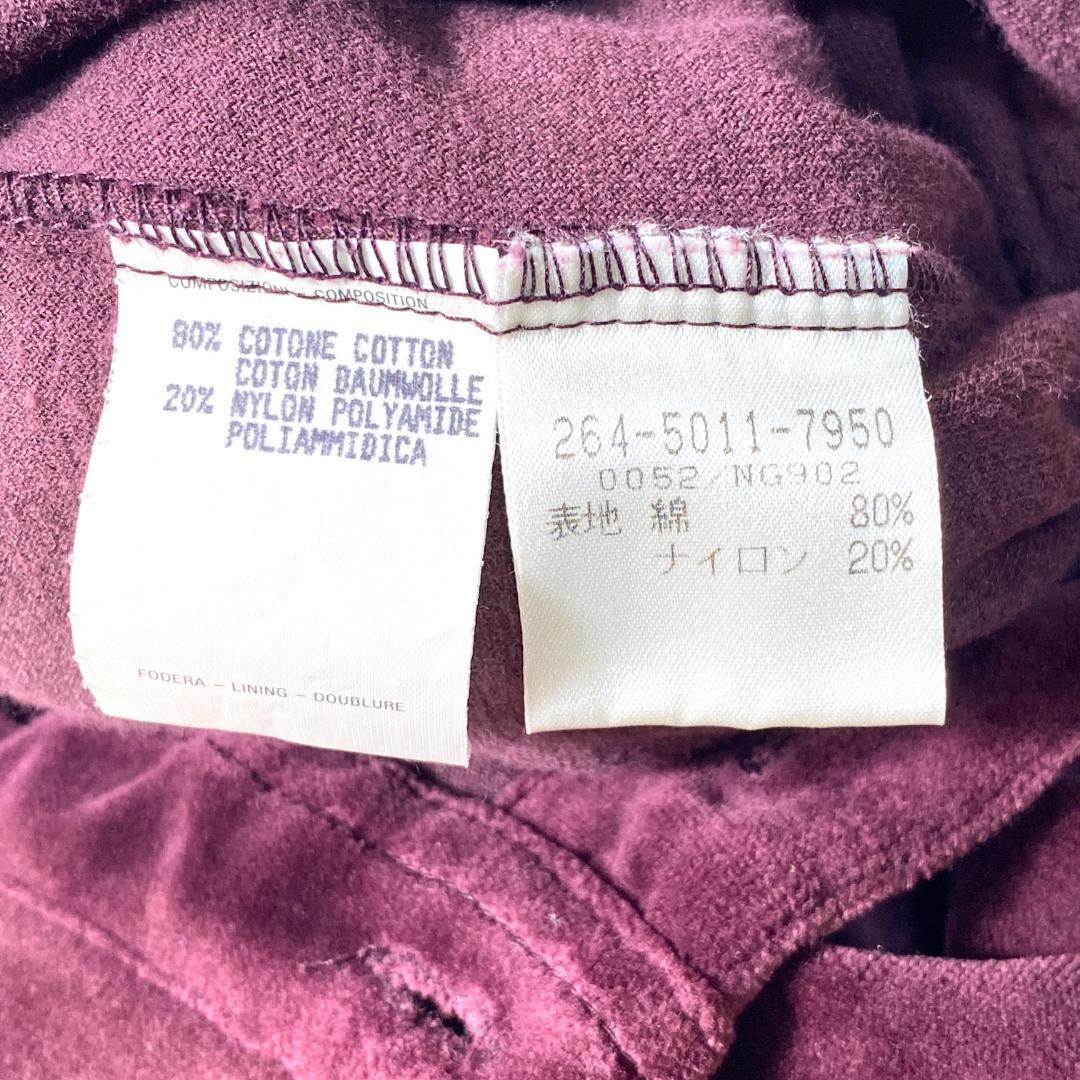 COMPOSIZIONI - COMPOSITION
80% COTONE COTTON
COTON BAUMWOLLE
20% NYLON POLYAMIDE
POLIAMMIDICA
FODERA - LINING - DOUBLURE
264-5011-7950
0052/NG902
表地 綿 80%
ナイロン 20%